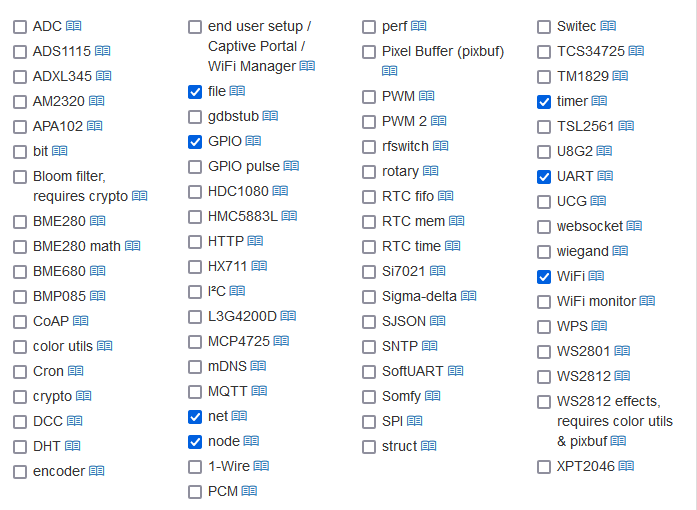 ADC
ADS1115
ADXL345
AM2320
APA102
bit
Bloom filter,
requires crypto
BME280
BME280 math
BME680
BMP085
CoAP
color utils
Cron
crypto
DCC
DHT
encoder
end user setup /
Captive Portal /
WiFi Manager
file
gdbstub
GPIO
GPIO pulse
HDC1080
HMC5883L
HTTP
HX711
I²C
L3G4200D
MCP4725
mDNS
MQTT
net
node
1-Wire
PCM
perf
Pixel Buffer (pixbuf)
PWM
PWM 2
rfswitch
rotary
RTC fifo
RTC mem
RTC time
Si7021
Sigma-delta
SJSON
SNTP
SoftUART
Somfy
SPI
struct
Switec
TCS34725
TM1829
timer
TSL2561
U8G2
UART
UCG
websocket
wiegand
WiFi
WiFi monitor
WPS
WS2801
WS2812
WS2812 effects,
requires color utils
& pixbuf
XPT2046